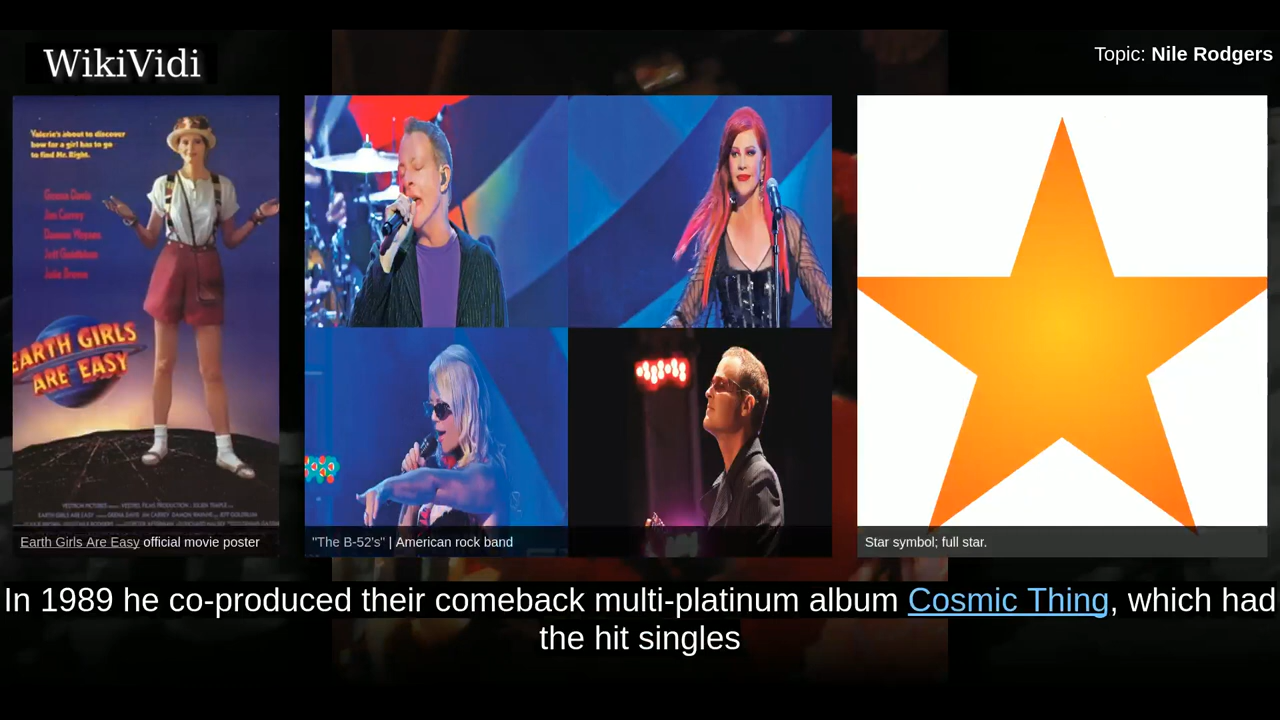 WikiVidi
Topic: Nile Rodgers
Valerie's about to discover
how far a girl has to go
to find Mr. Right.
Geena Davis
Jim Carrey
Damon Wayans
Jeff Goldblum
Julie Brown
EARTH GIRLS
ARE EASY
Earth Girls Are Easy official movie poster
"The B-52's" | American rock band
Star symbol; full star.
In 1989 he co-produced their comeback multi-platinum album Cosmic Thing, which had
the hit singles